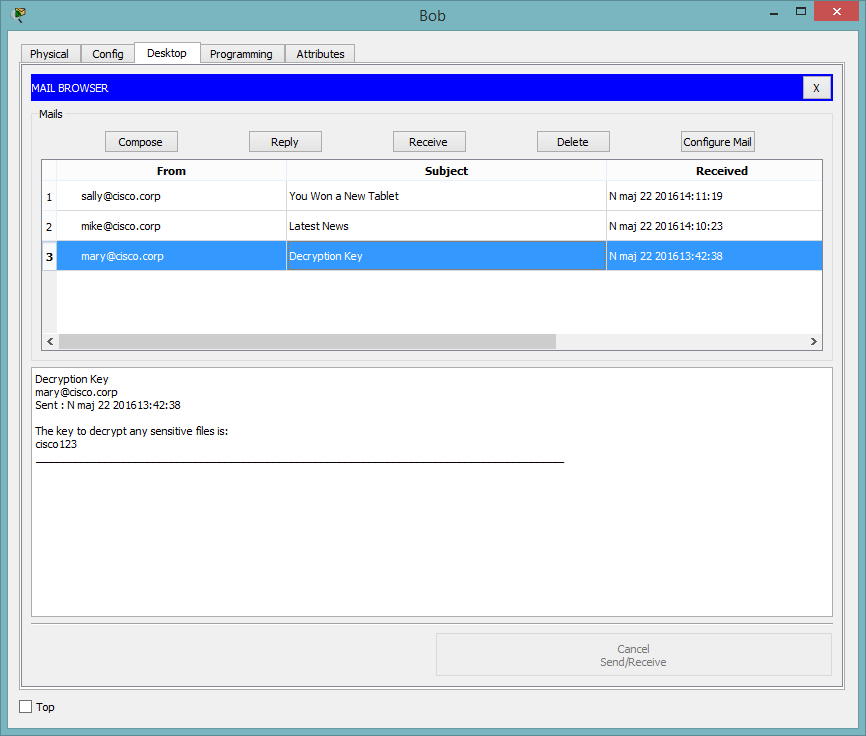 Bob
Physical Config Desktop Programming Attributes
MAIL BROWSER X
Mails
Compose Reply Receive Delete Configure Mail
From Subject Received
1 sally@cisco.corp You Won a New Tablet N maj 22 201614:11:19
2 mike@cisco.corp Latest News N maj 22 201614:10:23
3 mary@cisco.corp Decryption Key N maj 22 201613:42:38
Decryption Key
mary@cisco.corp
Sent : N maj 22 201613:42:38
The key to decrypt any sensitive files is:
cisco123
Cancel
Send/Receive
Top